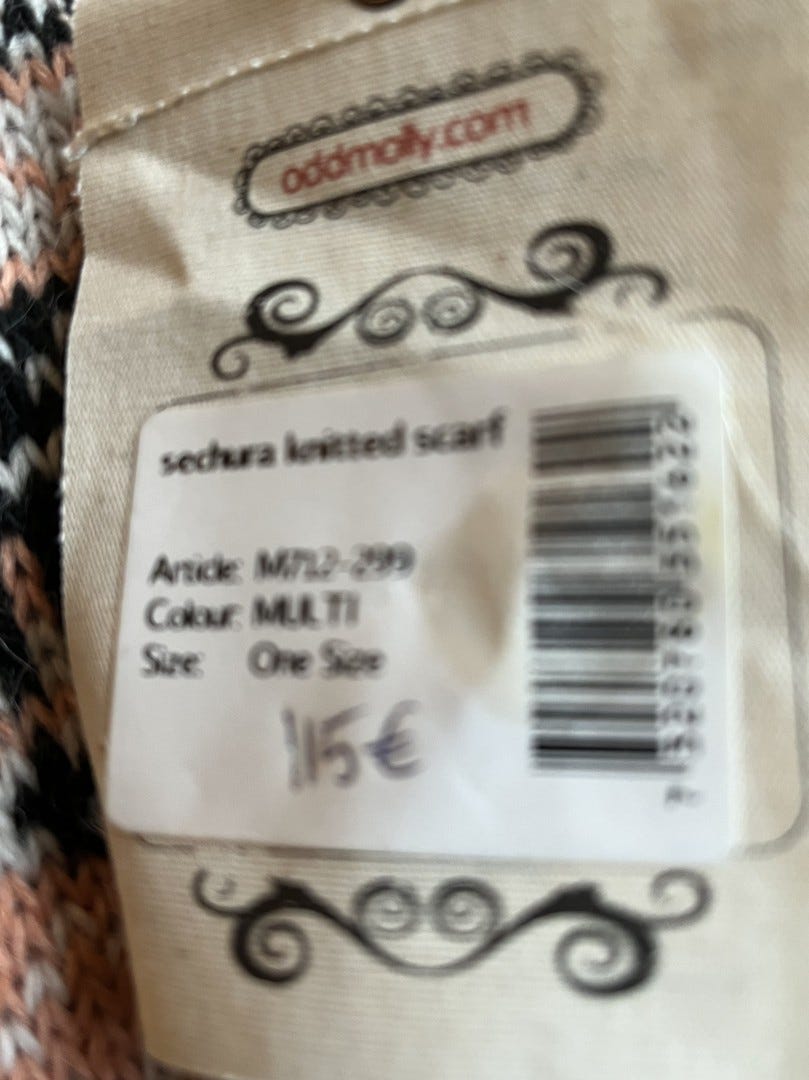 oddmolly.com
sechura knitted scarf
Article: M712-299
Colour: MULTI
Size: One Size
115€